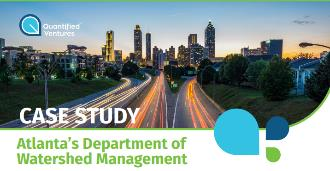 Quantified
Ventures
CASE STUDY
Atlanta's Department of
Watershed Management